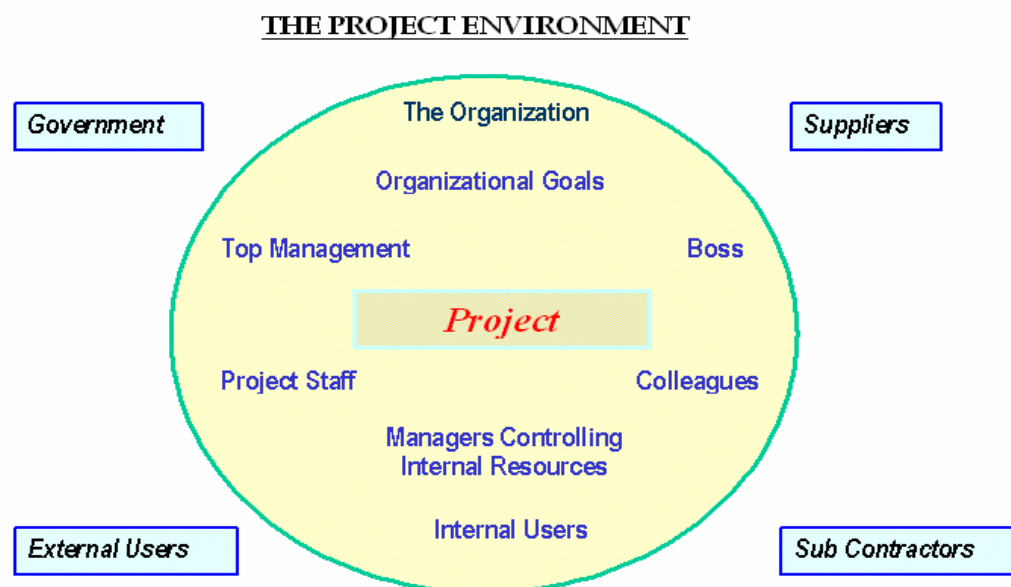 THE PROJECT ENVIRONMENT
Government
The Organization
Suppliers
Organizational Goals
Top Management
Boss
Project
Project Staff
Colleagues
Managers Controlling
Internal Resources
Internal Users
External Users
Sub Contractors